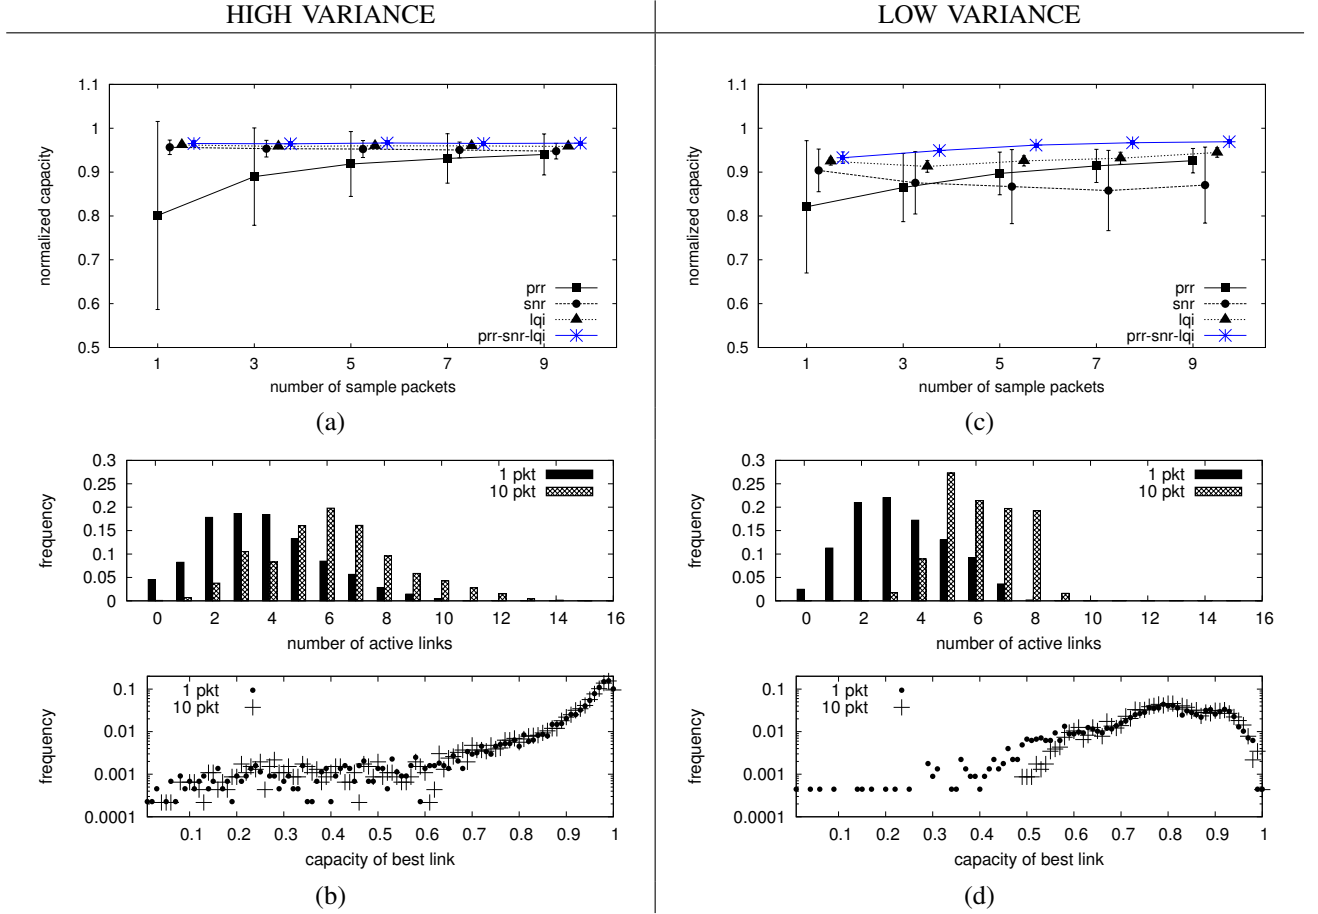 HIGH VARIANCE
LOW VARIANCE
1.1
1
0.9
0.8
0.7
0.6
0.5
normalized capacity
prr
snr
lqi
prr-snr-lqi
1 3 5 7 9
number of sample packets
(a)
1.1
1
0.9
0.8
0.7
0.6
0.5
normalized capacity
prr
snr
lqi
prr-snr-lqi
1 3 5 7 9
number of sample packets
(c)
0.3
0.25
0.2
0.15
0.1
0.05
0
frequency
1 pkt
10 pkt
0 2 4 6 8 10 12 14 16
number of active links
0.3
0.25
0.2
0.15
0.1
0.05
0
frequency
1 pkt
10 pkt
0 2 4 6 8 10 12 14 16
number of active links
0.1
0.01
0.001
0.0001
frequency
1 pkt
10 pkt
0.1 0.2 0.3 0.4 0.5 0.6 0.7 0.8 0.9 1
capacity of best link
(b)
0.1
0.01
0.001
0.0001
frequency
1 pkt
10 pkt
0.1 0.2 0.3 0.4 0.5 0.6 0.7 0.8 0.9 1
capacity of best link
(d)